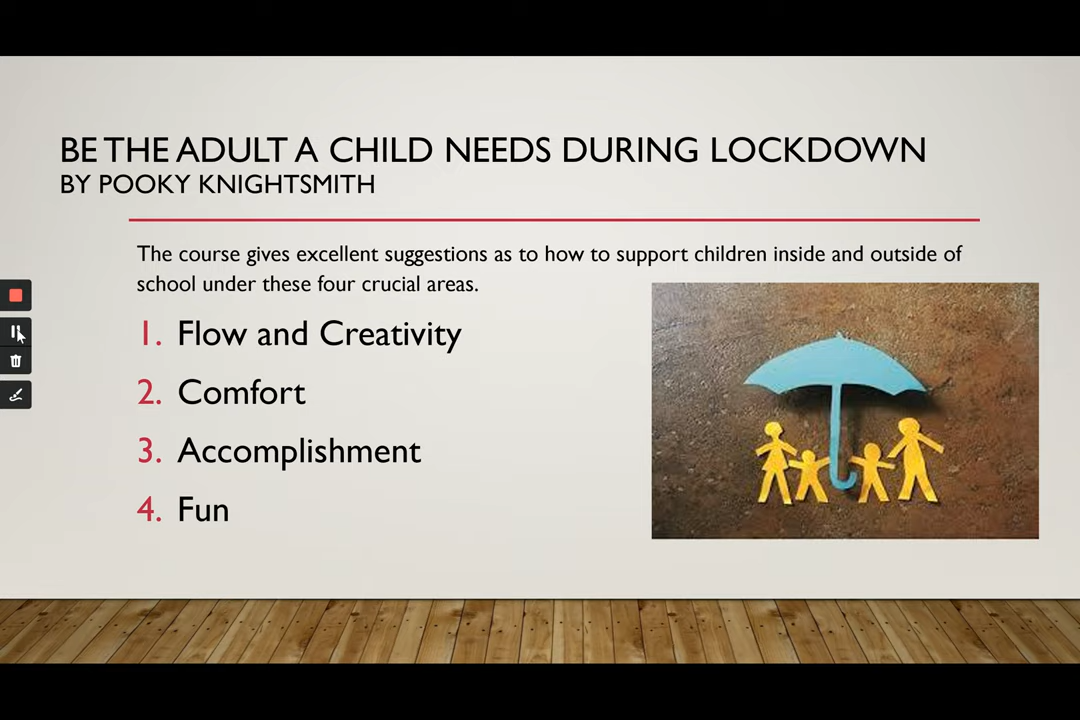 BE THE ADULT A CHILD NEEDS DURING LOCKDOWN
BY POOKY KNIGHTSMITH
The course gives excellent suggestions as to how to support children inside and outside of
school under these four crucial areas.
1. Flow and Creativity
2. Comfort
3. Accomplishment
4. Fun